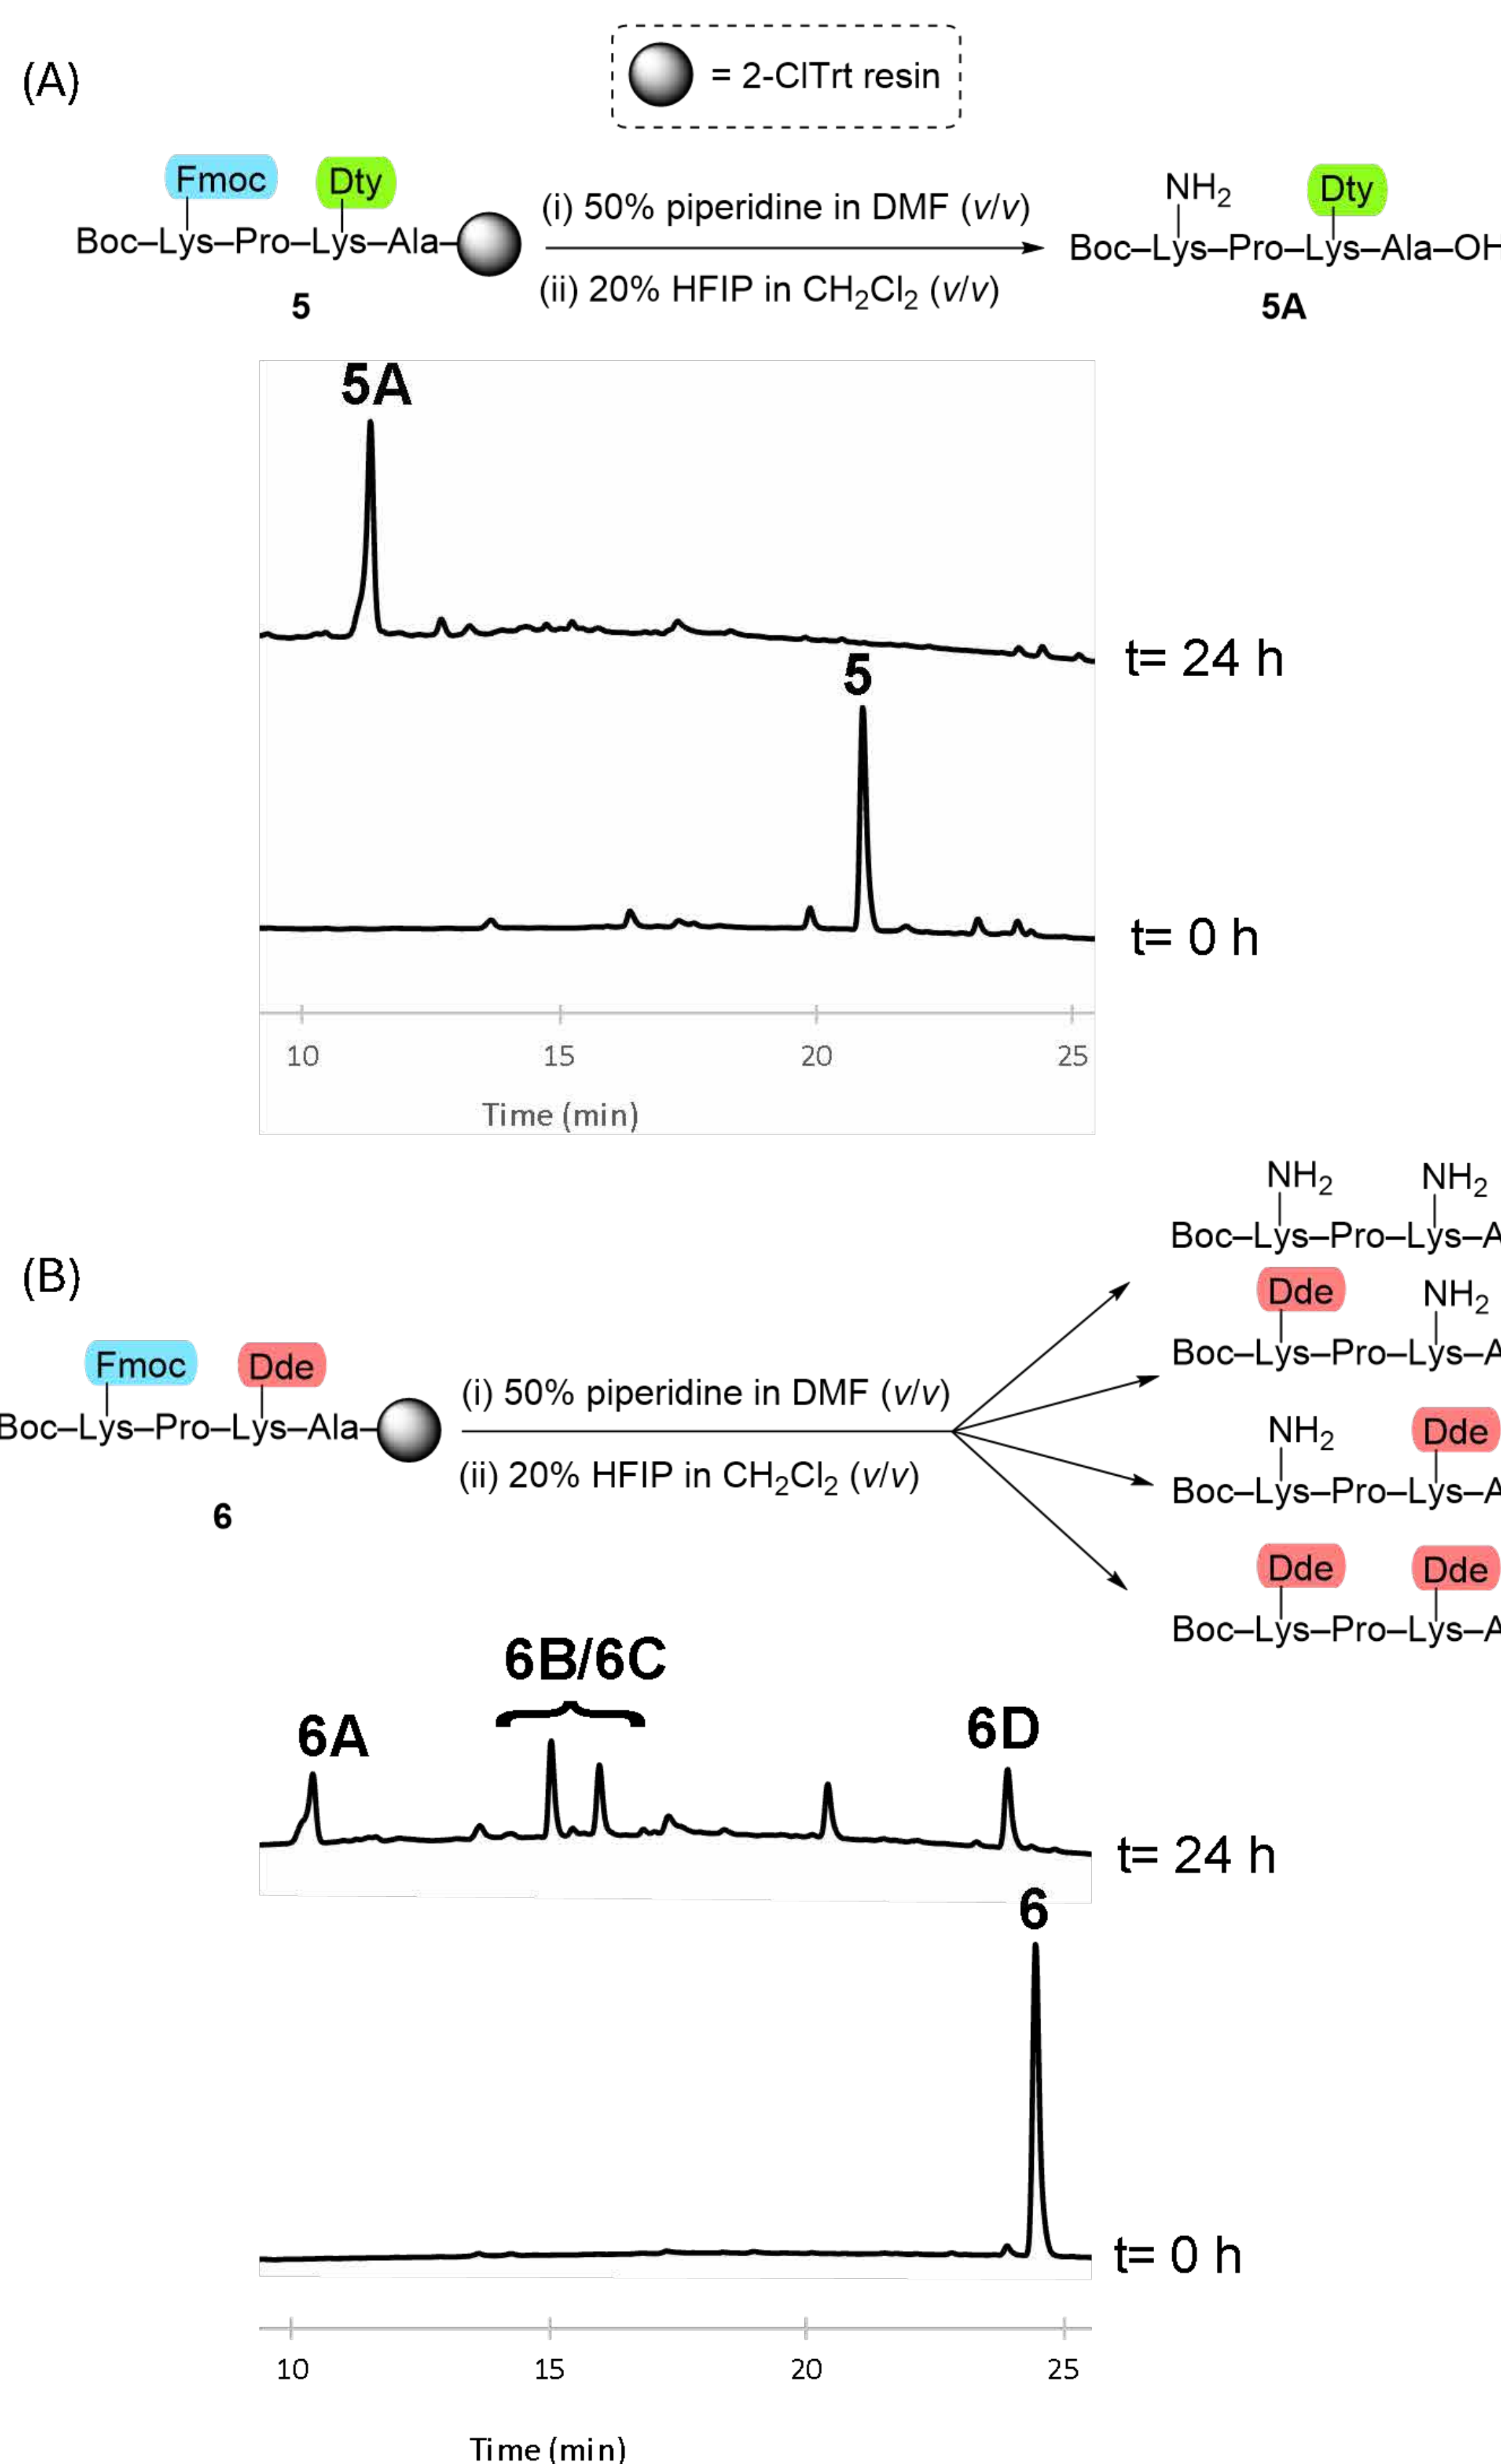 (A)
= 2-ClTrt resin
Fmoc Dty
Boc–Lys–Pro–Lys–Ala–
5
(i) 50% piperidine in DMF (v/v)
(ii) 20% HFIP in CH2Cl2 (v/v)
NH2 Dty
Boc–Lys–Pro–Lys–Ala–OH
5A
5A
t= 24 h
5
t= 0 h
10 15 20 25
Time (min)
(B)
Fmoc Dde
Boc–Lys–Pro–Lys–Ala–
6
(i) 50% piperidine in DMF (v/v)
(ii) 20% HFIP in CH2Cl2 (v/v)
NH2 NH2
Boc–Lys–Pro–Lys–A
Dde NH2
Boc–Lys–Pro–Lys–A
NH2 Dde
Boc–Lys–Pro–Lys–A
Dde Dde
Boc–Lys–Pro–Lys–A
6A
6B/6C
6D
t= 24 h
6
t= 0 h
10 15 20 25
Time (min)